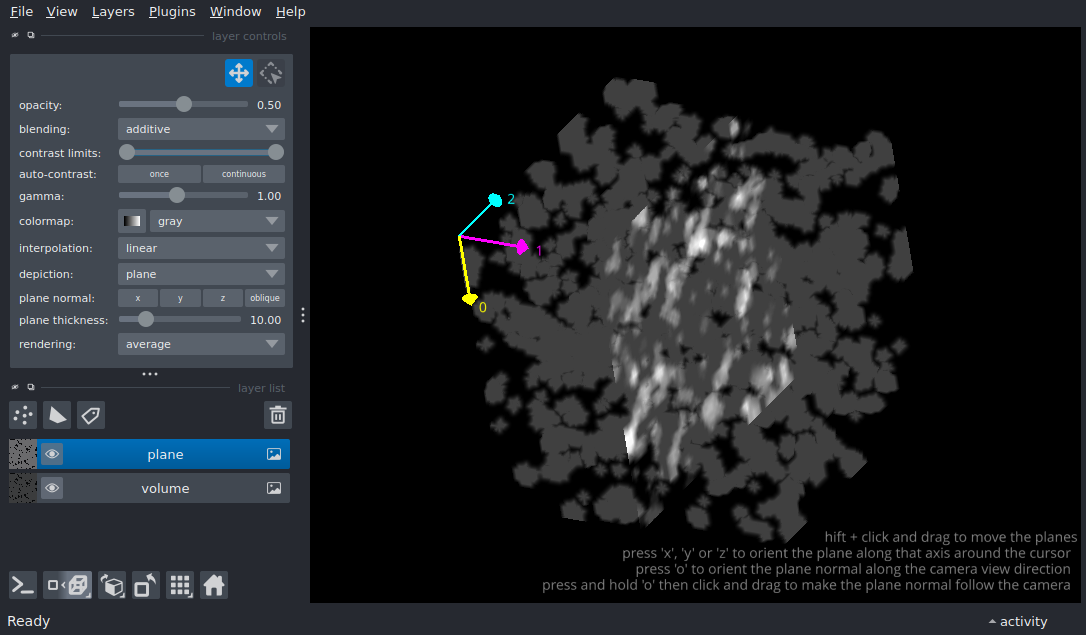 File View Layers Plugins Window Help
layer controls
opacity: 0.50
blending: additive
contrast limits:
auto-contrast: once continuous
gamma: 1.00
colormap: gray
interpolation: linear
depiction: plane
plane normal: x y z oblique
plane thickness: 10.00
rendering: average
layer list
plane
volume
2
1
0
hift + click and drag to move the planes
press 'x', 'y' or 'z' to orient the plane along that axis around the cursor
press 'o' to orient the plane normal along the camera view direction
press and hold 'o' then click and drag to make the plane normal follow the camera
Ready
activity